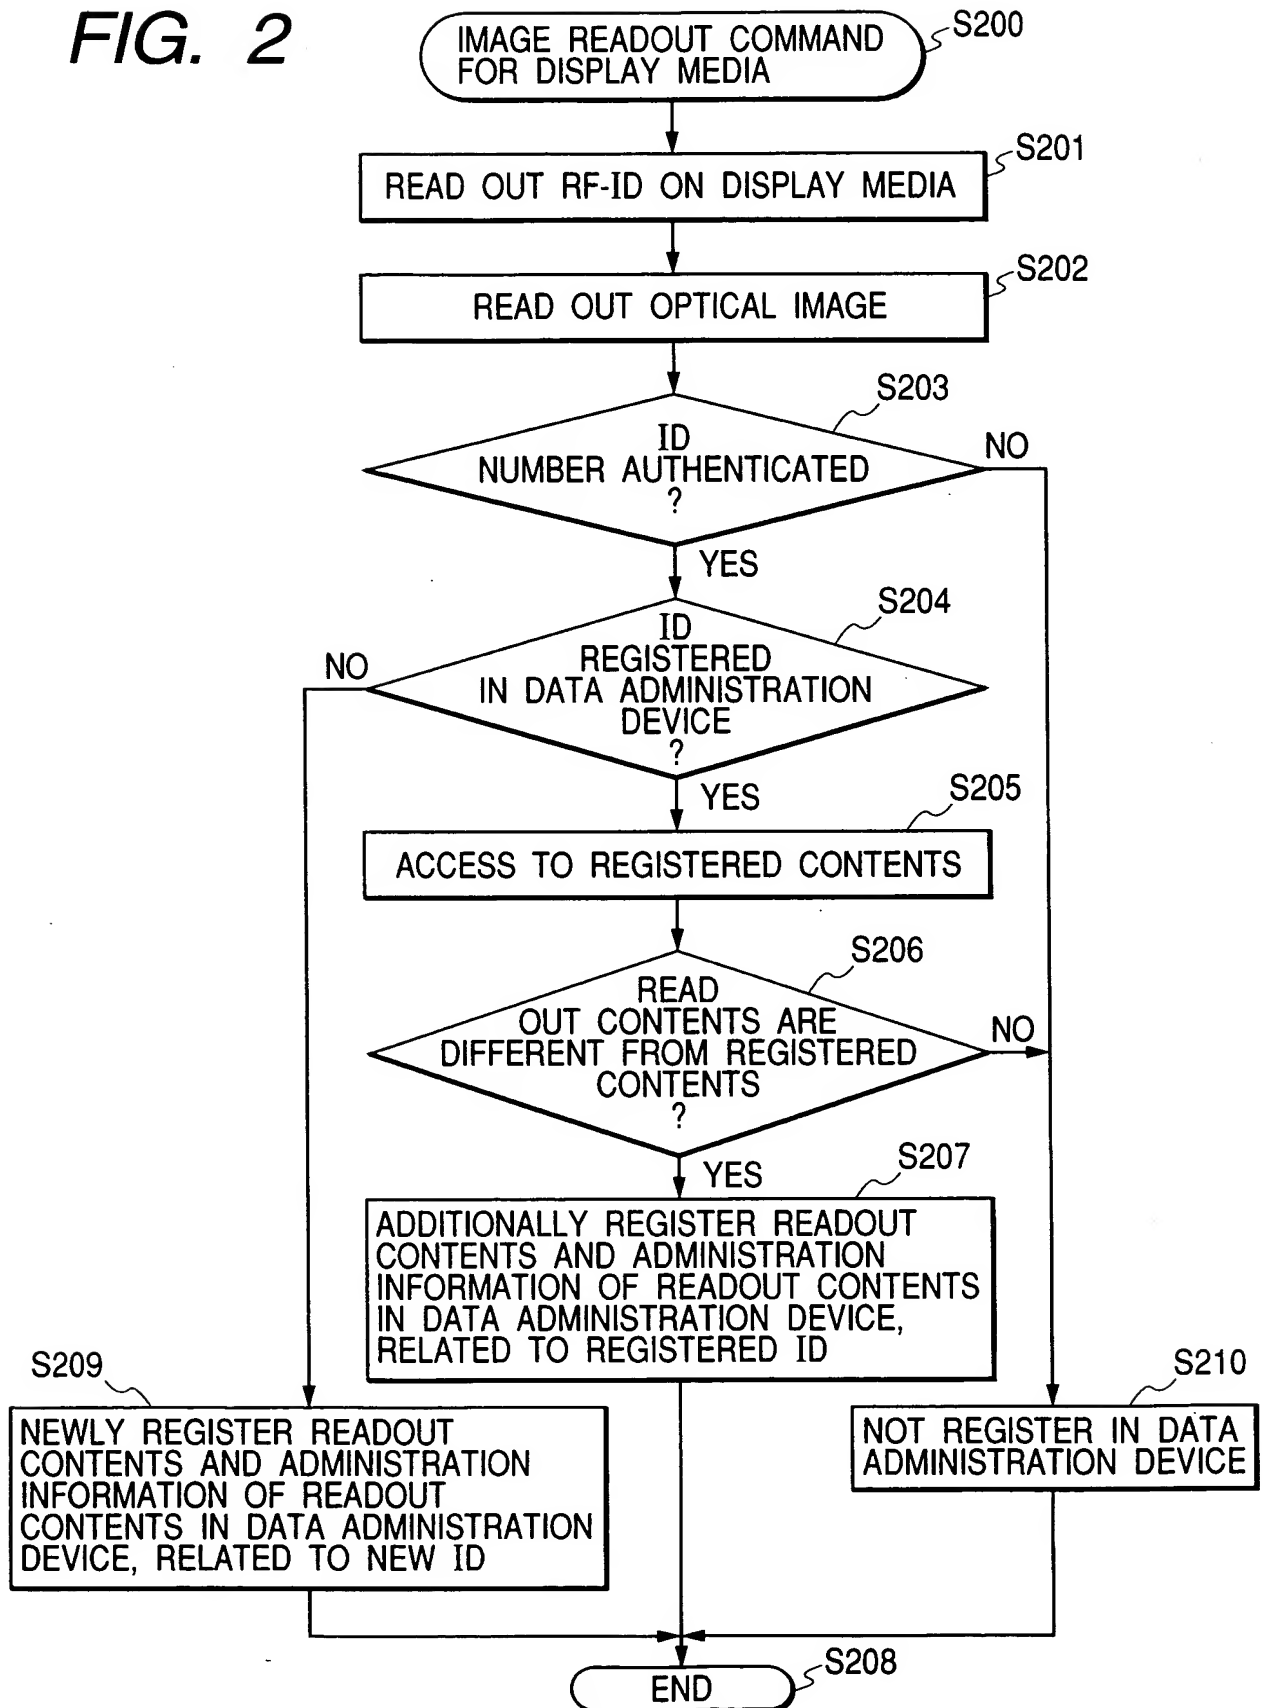 FIG. 2
IMAGE READOUT COMMAND
FOR DISPLAY MEDIA
S200
READ OUT RF-ID ON DISPLAY MEDIA
S201
READ OUT OPTICAL IMAGE
S202
S203
ID
NUMBER AUTHENTICATED
?
NO
YES
S204
ID
REGISTERED
IN DATA ADMINISTRATION
DEVICE
?
NO
YES
S205
ACCESS TO REGISTERED CONTENTS
S206
READ
OUT CONTENTS ARE
DIFFERENT FROM REGISTERED
CONTENTS
?
NO
YES
S207
ADDITIONALLY REGISTER READOUT
CONTENTS AND ADMINISTRATION
INFORMATION OF READOUT CONTENTS
IN DATA ADMINISTRATION DEVICE,
RELATED TO REGISTERED ID
S209
NEWLY REGISTER READOUT
CONTENTS AND ADMINISTRATION
INFORMATION OF READOUT
CONTENTS IN DATA ADMINISTRATION
DEVICE, RELATED TO NEW ID
S210
NOT REGISTER IN DATA
ADMINISTRATION DEVICE
S208
END